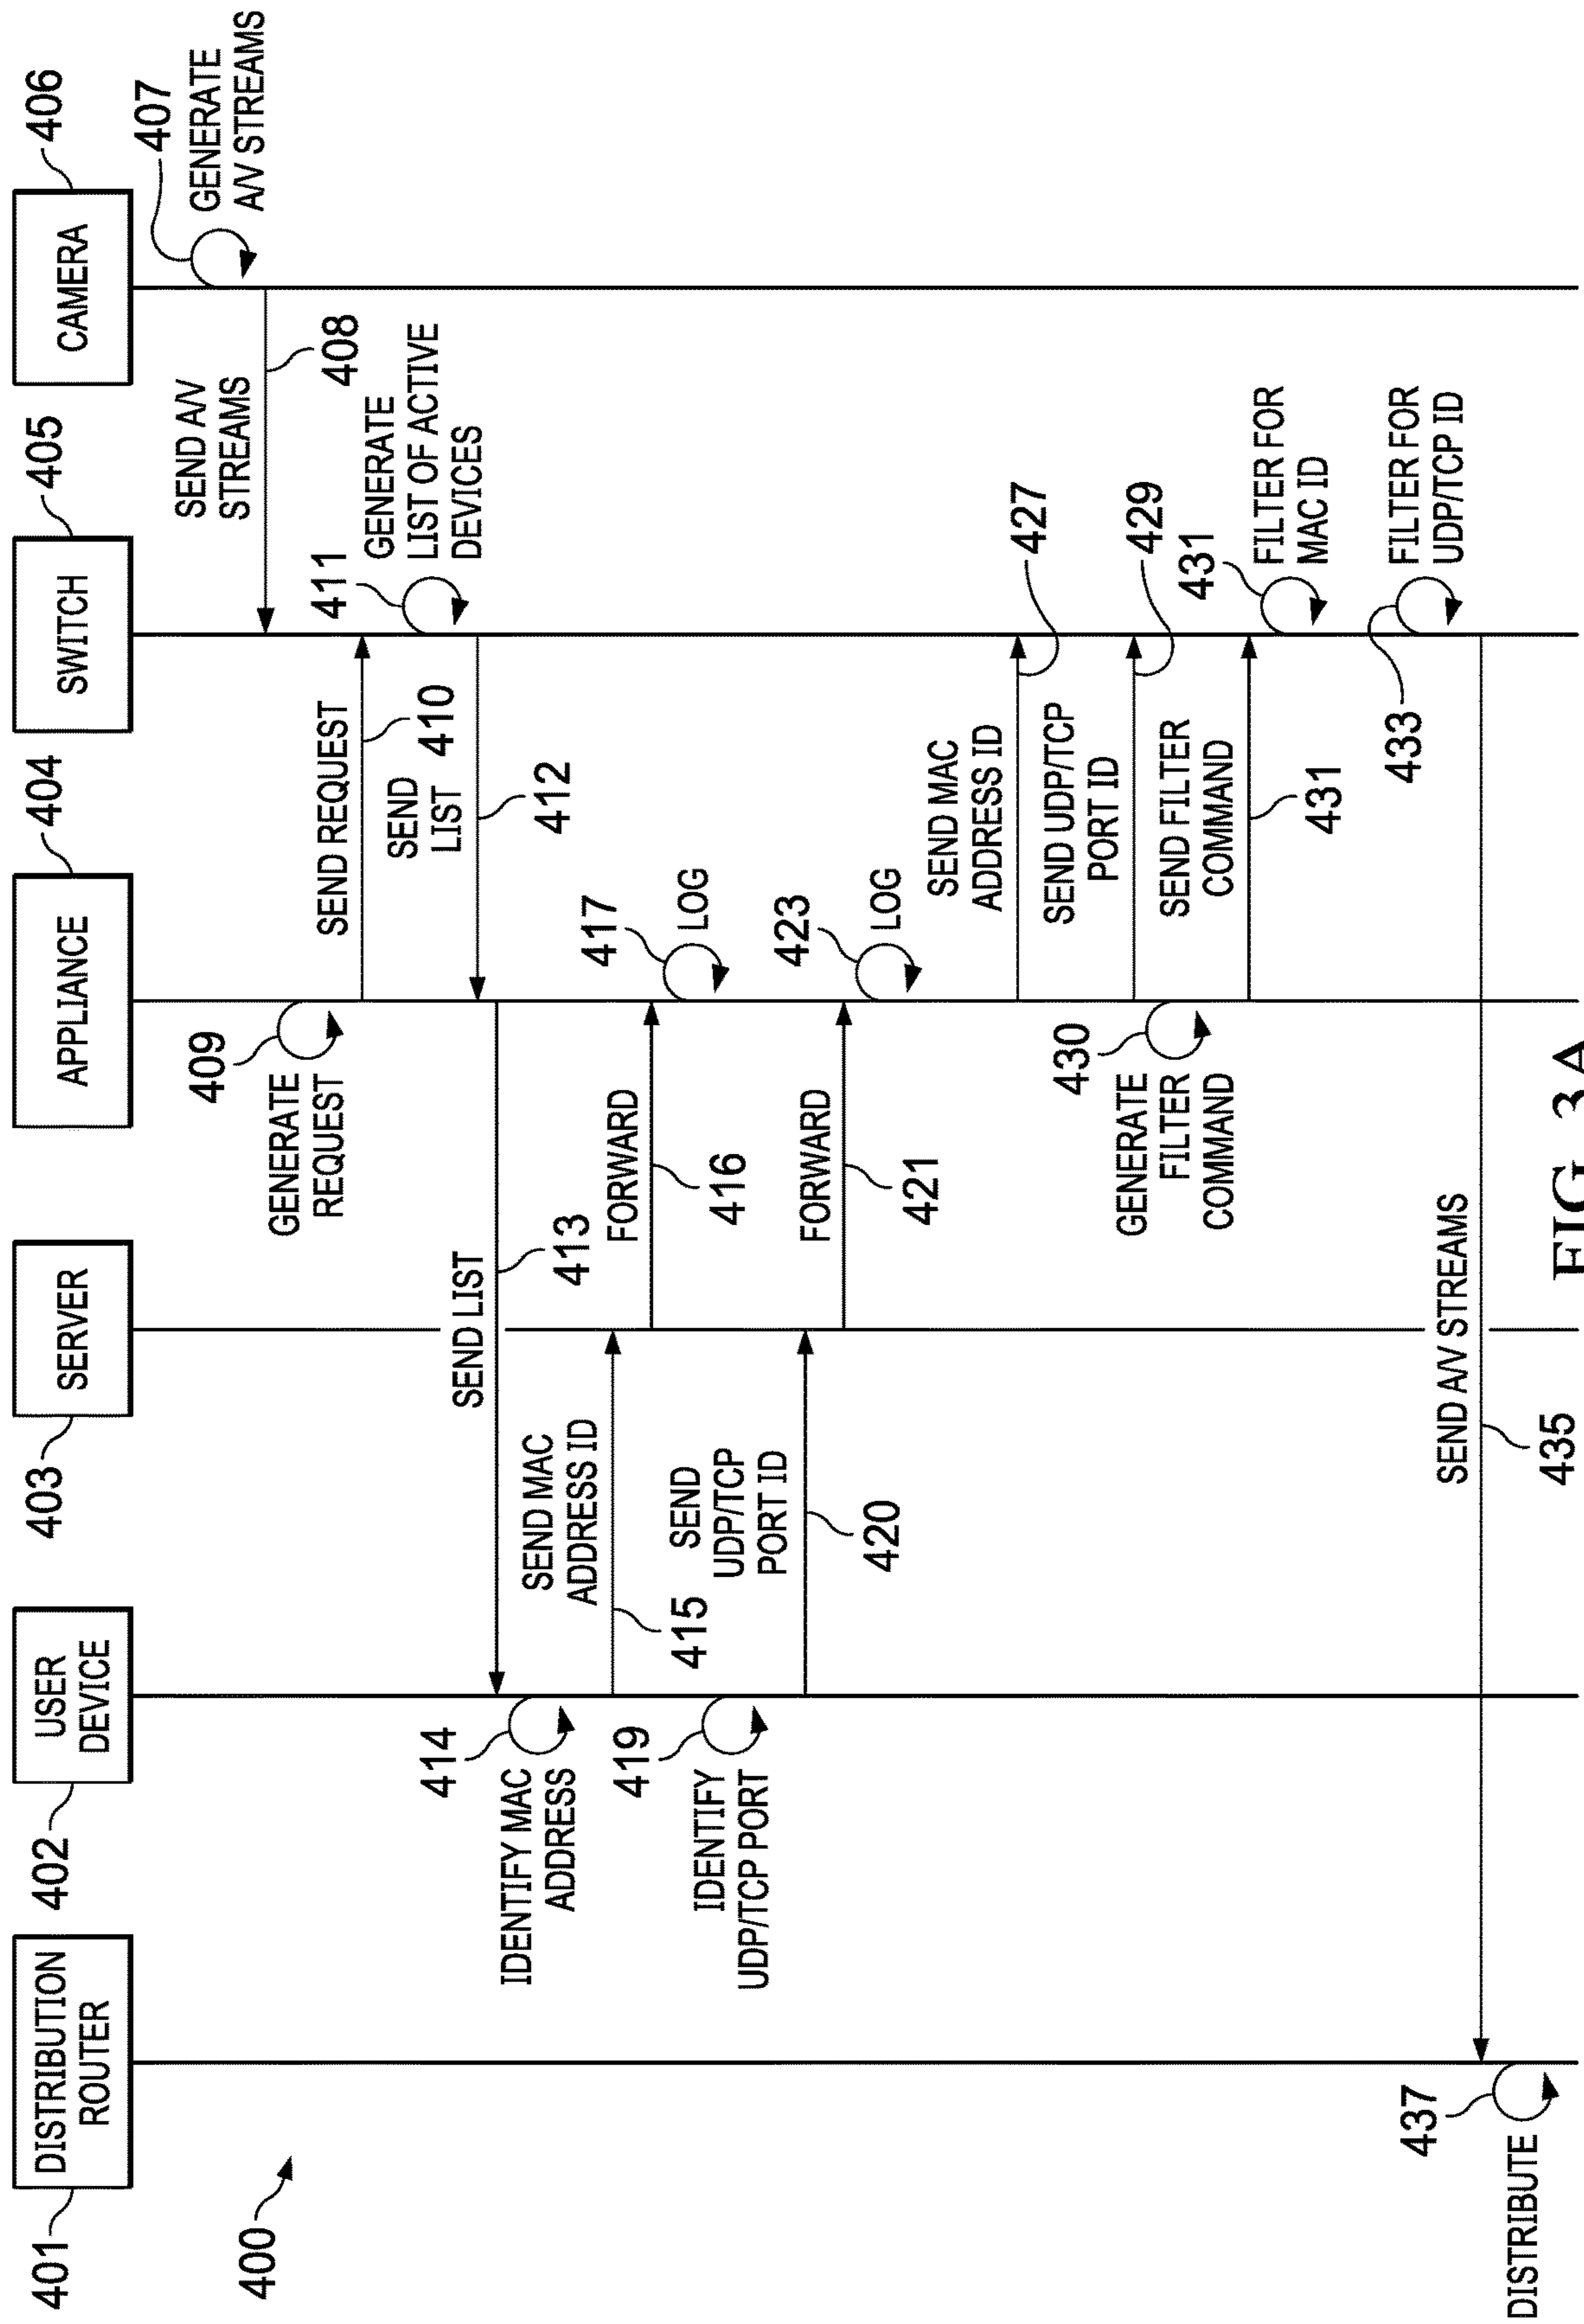 401
DISTRIBUTION
ROUTER
402
USER
DEVICE
403
SERVER
404
APPLIANCE
405
SWITCH
406
CAMERA
400
407
GENERATE
A/V STREAMS
SEND A/V
STREAMS
408
409
GENERATE
REQUEST
SEND REQUEST
410
411
GENERATE
LIST OF ACTIVE
DEVICES
SEND
LIST
412
SEND LIST
413
414
IDENTIFY MAC
ADDRESS
SEND MAC
ADDRESS ID
415
FORWARD
416
417
LOG
419
IDENTIFY
UDP/TCP PORT
SEND
UDP/TCP
PORT ID
420
FORWARD
421
423
LOG
SEND MAC
ADDRESS ID
427
SEND UDP/TCP
PORT ID
429
430
GENERATE
FILTER
COMMAND
SEND FILTER
COMMAND
431
431
FILTER FOR
MAC ID
433
FILTER FOR
UDP/TCP ID
SEND A/V STREAMS
435
437
DISTRIBUTE
FIG. 3A